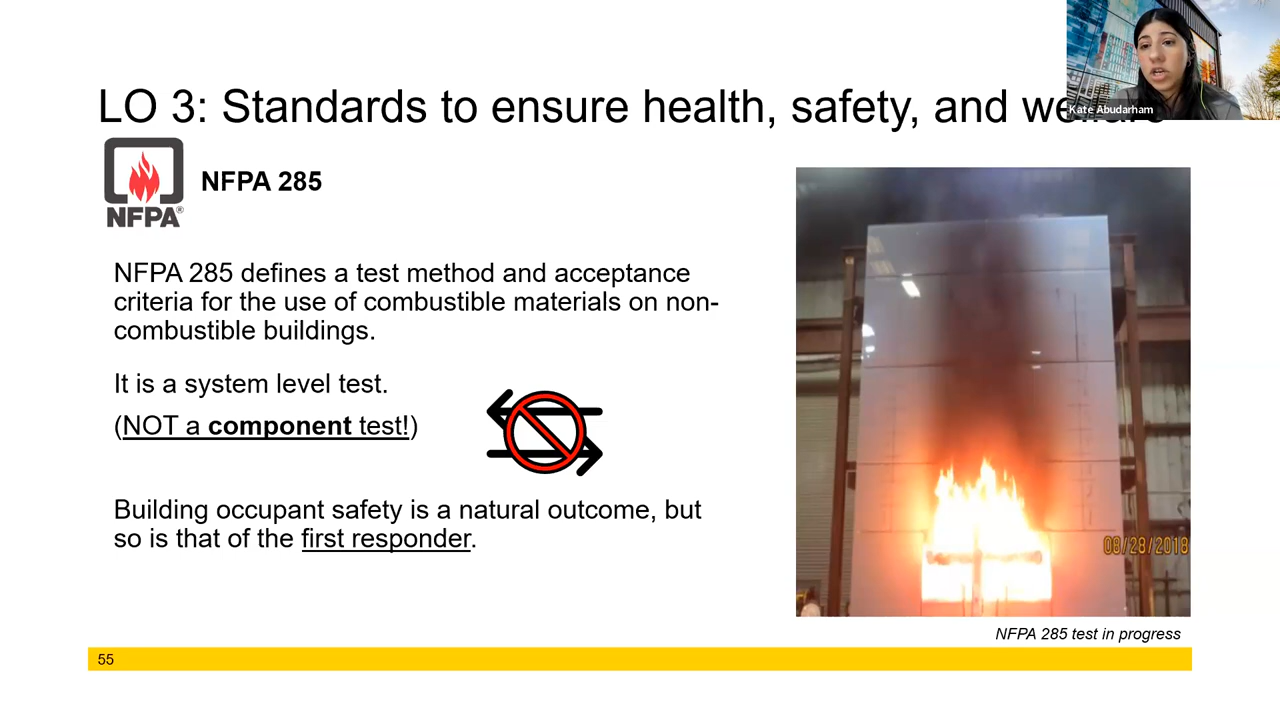 LO 3: Standards to ensure health, safety, and
Kate Abudarham
NFPA®
NFPA 285
NFPA 285 defines a test method and acceptance
criteria for the use of combustible materials on non-
combustible buildings.
It is a system level test.
(NOT a component test!)
Building occupant safety is a natural outcome, but
so is that of the first responder.
08/28/2018
NFPA 285 test in progress
55